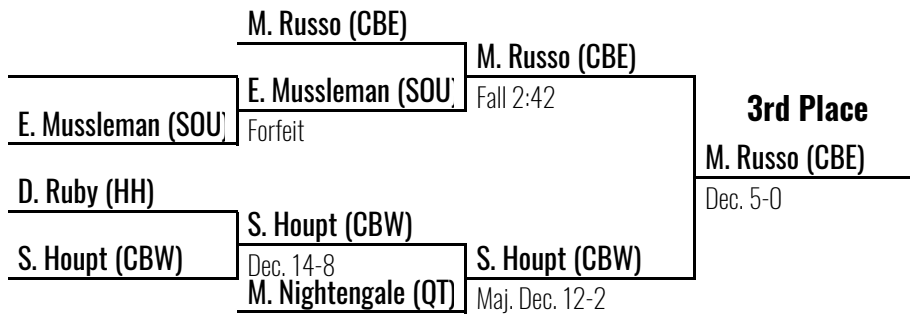 M. Russo (CBE)
M. Russo (CBE)
E. Mussleman (SOU)
Fall 2:42
3rd Place
E. Mussleman (SOU)
Forfeit
M. Russo (CBE)
D. Ruby (HH)
Dec. 5-0
S. Houpt (CBW)
S. Houpt (CBW)
Dec. 14-8
S. Houpt (CBW)
M. Nightengale (QT)
Maj. Dec. 12-2